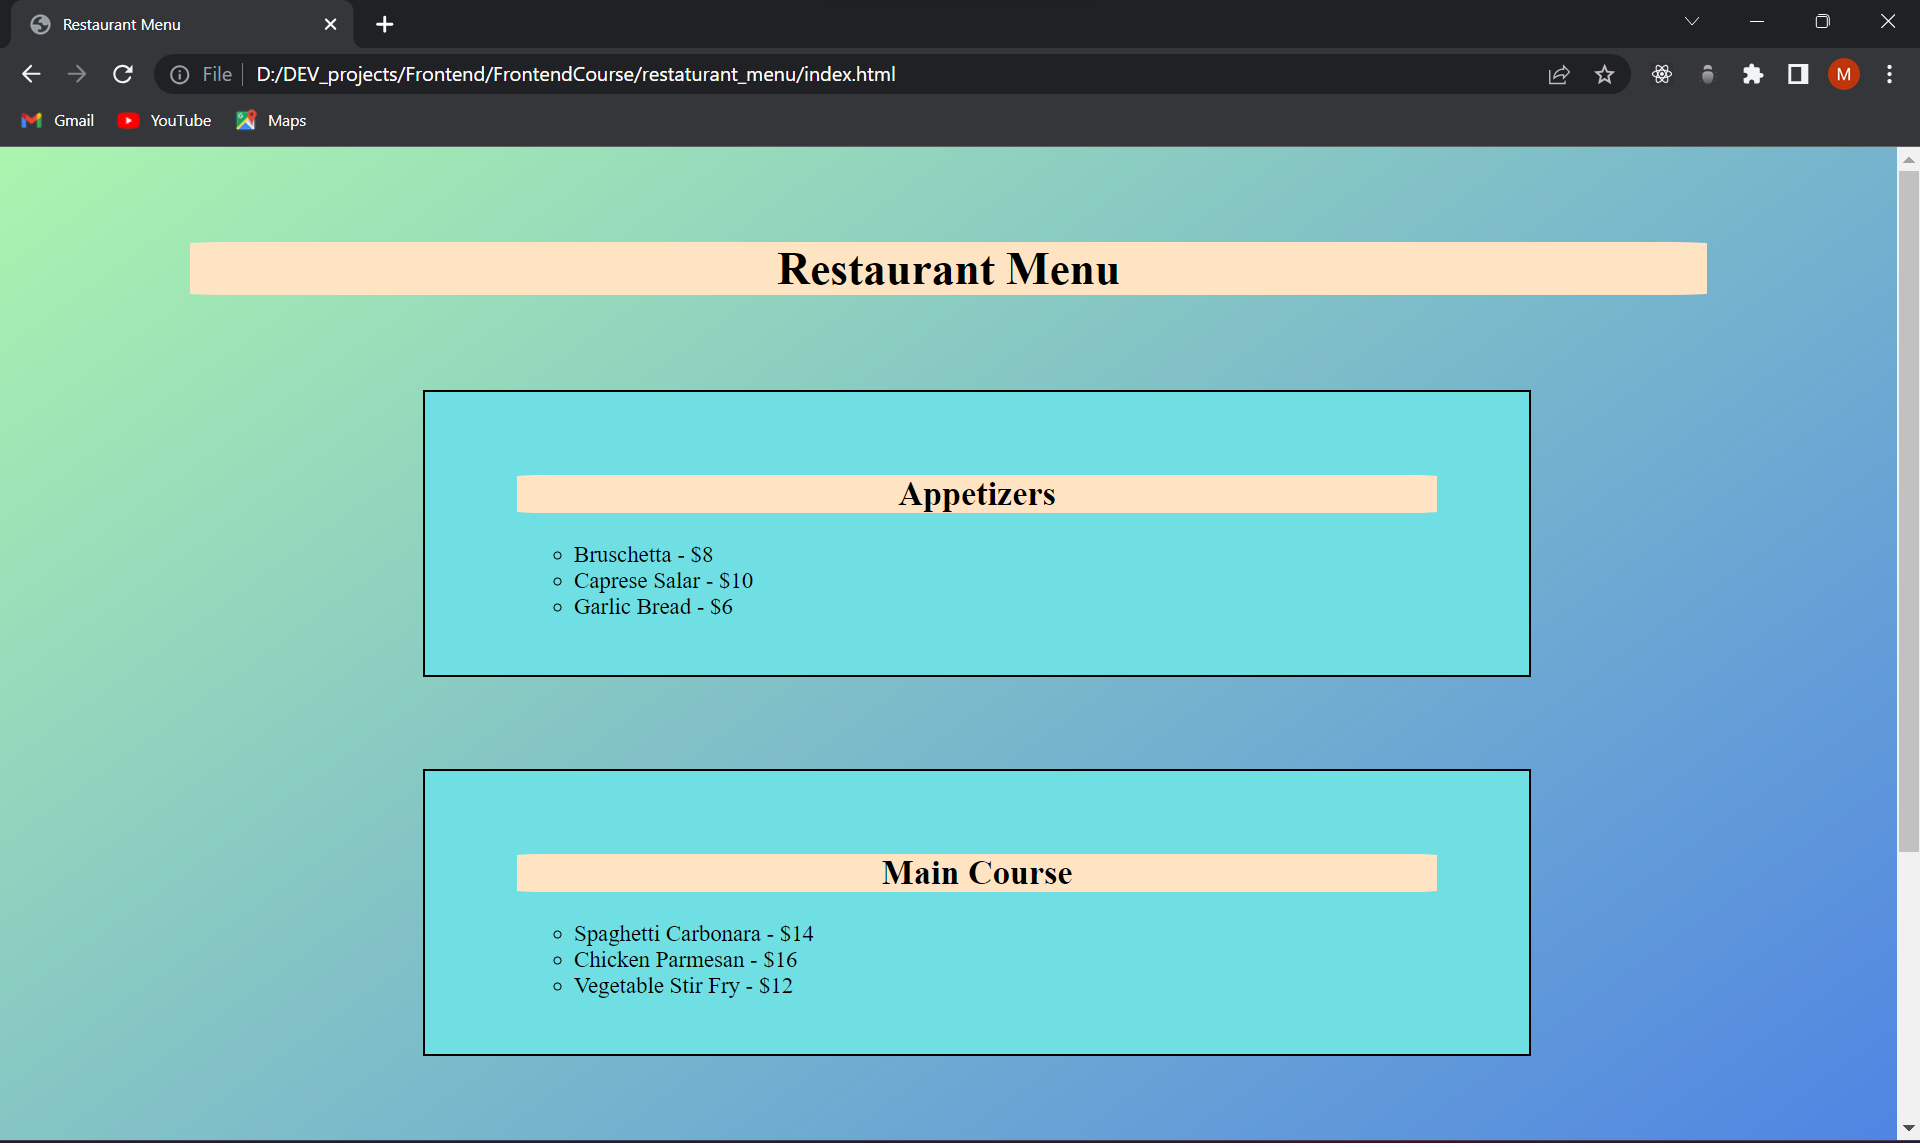 Restaurant Menu
File
D:/DEV_projects/Frontend/FrontendCourse/restaturant_menu/index.html
M
Gmail
YouTube
Maps
Restaurant Menu
Appetizers
Bruschetta - $8
Caprese Salar - $10
Garlic Bread - $6
Main Course
Spaghetti Carbonara - $14
Chicken Parmesan - $16
Vegetable Stir Fry - $12